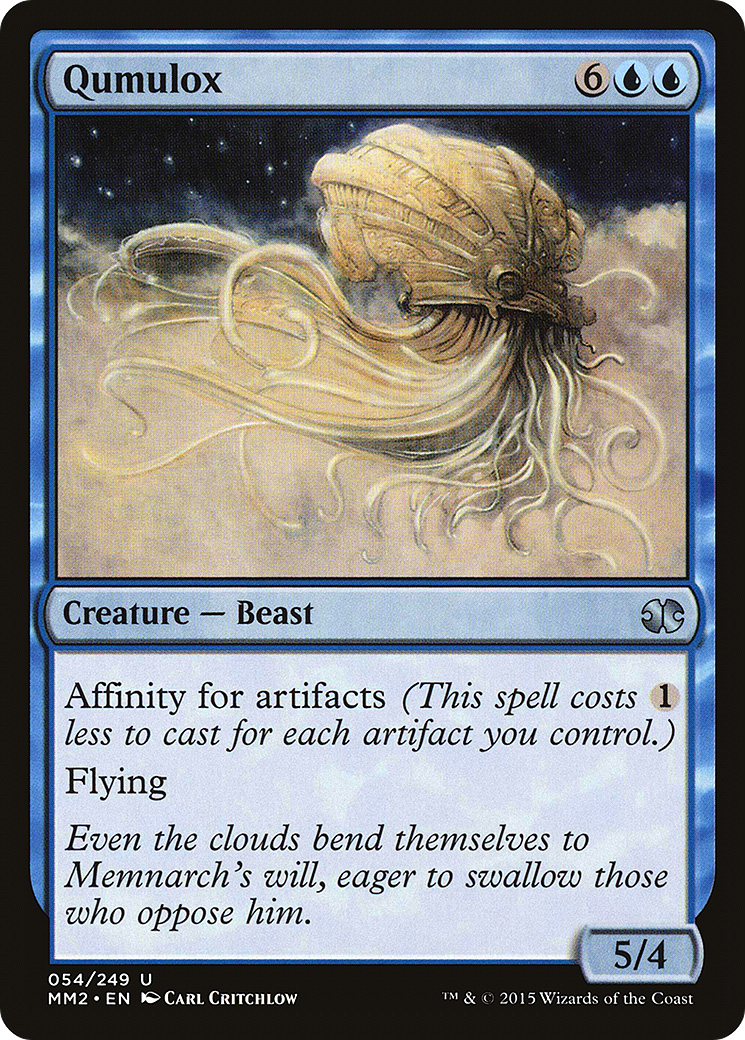 Qumulox 6
Creature — Beast
Affinity for artifacts (This spell costs 1
less to cast for each artifact you control.)
Flying
Even the clouds bend themselves to
Memnarch's will, eager to swallow those
who oppose him.
5/4
054/249 U
MM2 • EN Carl Critchlow
™ & © 2015 Wizards of the Coast